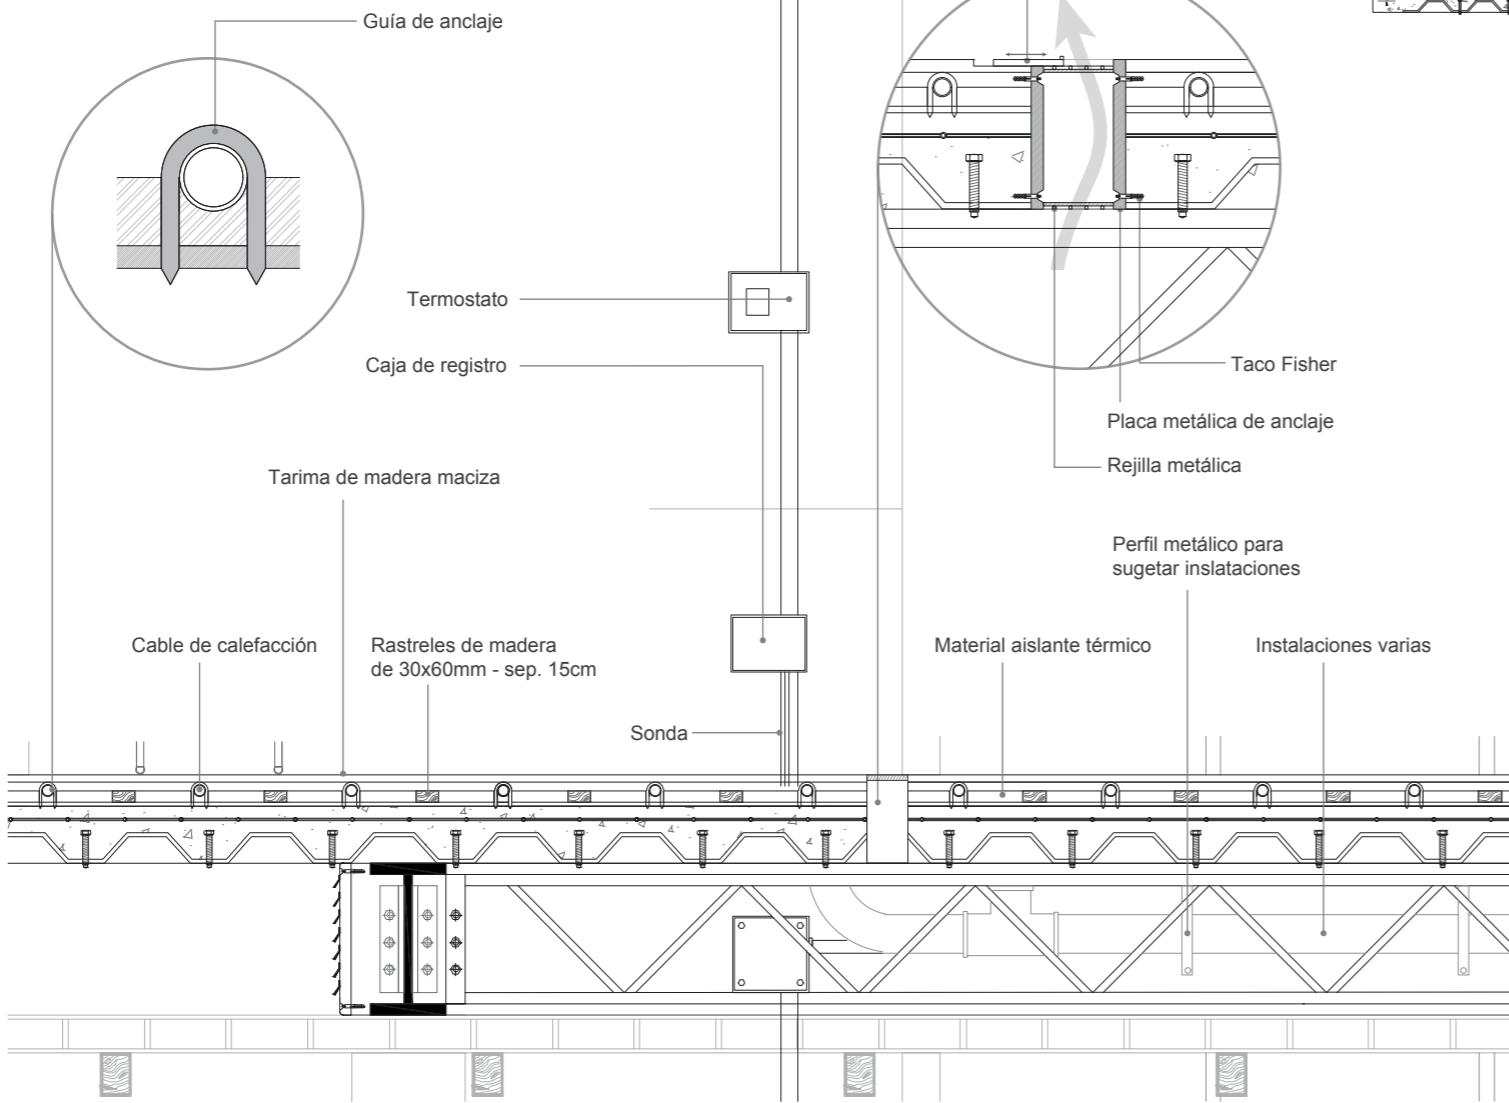 Guía de anclaje
Termostato
Caja de registro
Taco Fisher
Placa metálica de anclaje
Rejilla metálica
Tarima de madera maciza
Perfil metálico para
sugetar inslataciones
Cable de calefacción
Rastreles de madera
de 30x60mm - sep. 15cm
Material aislante térmico
Instalaciones varias
Sonda